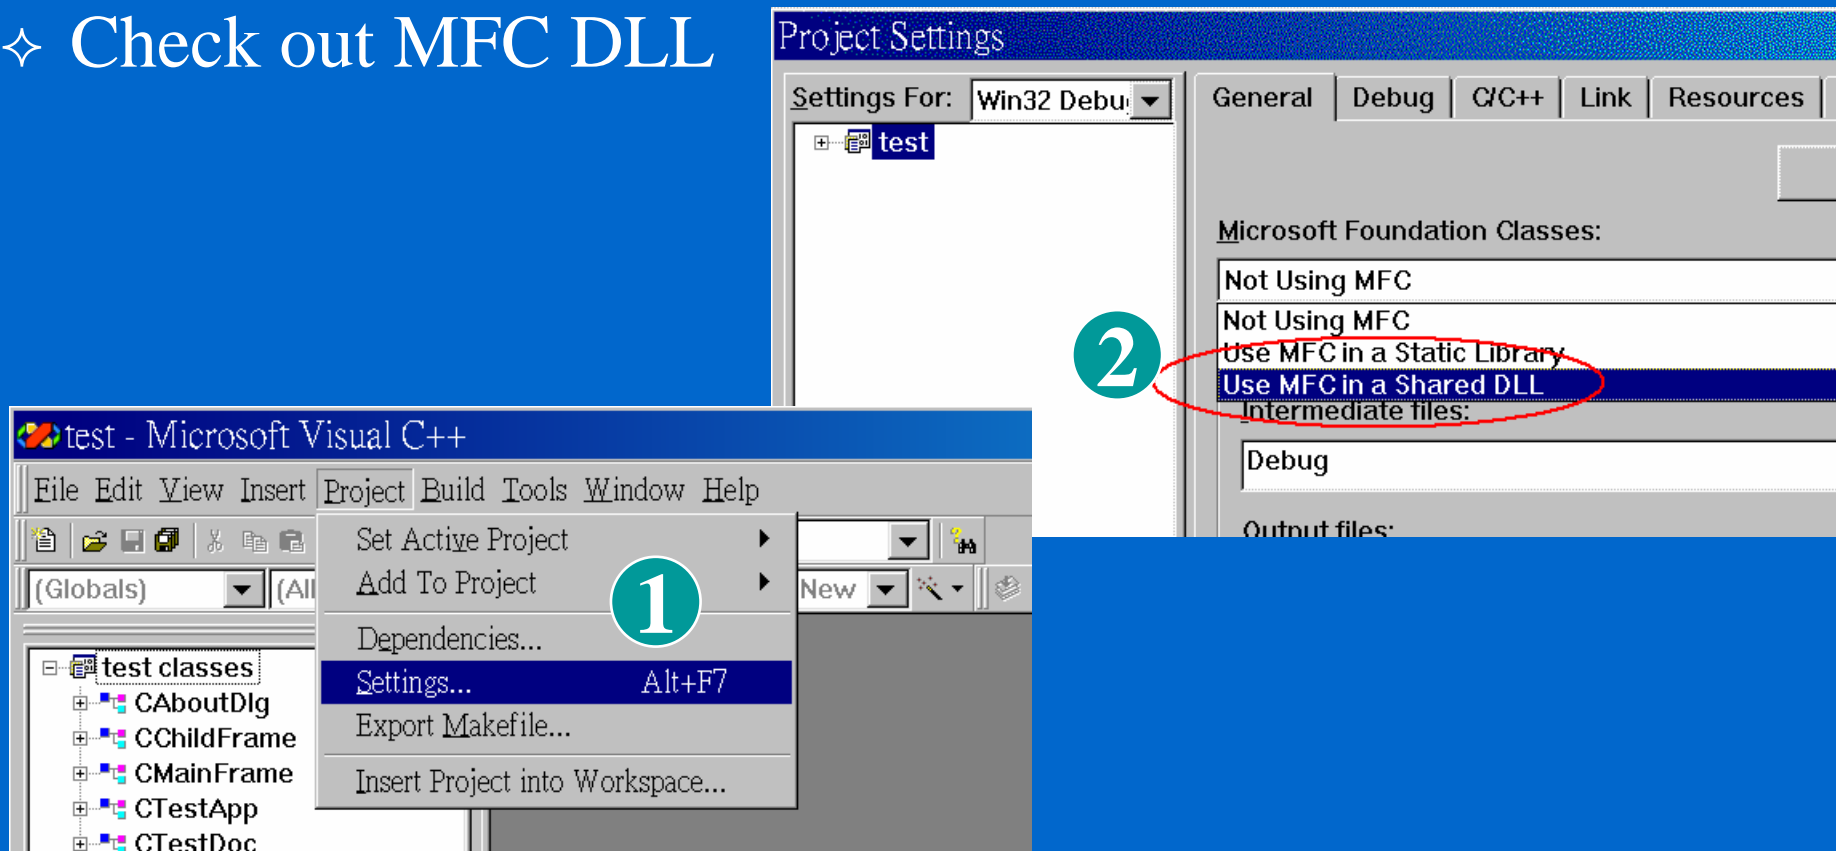 Check out MFC DLL
Project Settings
Settings For: Win32 Debu
test
General Debug C/C++ Link Resources
Microsoft Foundation Classes:
Not Using MFC
Not Using MFC
Use MFC in a Static Library
Use MFC in a Shared DLL
Intermediate files:
Debug
Output files:
2
test - Microsoft Visual C++
File Edit View Insert Project Build Tools Window Help
Set Active Project
Add To Project
Dependencies...
Settings... Alt+F7
Export Makefile...
Insert Project into Workspace...
1
(Globals) (All New
test classes
CAboutDlg
CChildFrame
CMainFrame
CTestApp
CTestDoc